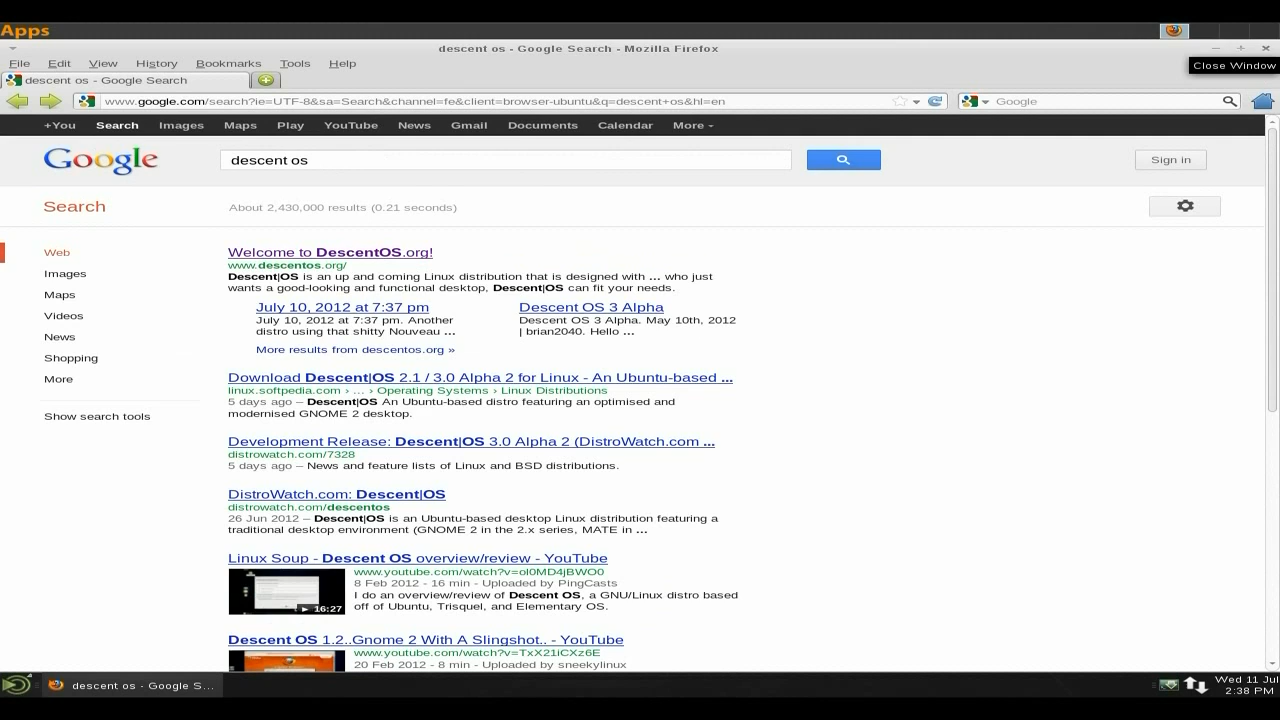 Apps
descent os - Google Search - Mozilla Firefox
File Edit View History Bookmarks Tools Help
Close Window
descent os - Google Search
www.google.com/search?ie=UTF-8&sa=Search&channel=fe&client=browser-ubuntu&q=descent+os&hl=en
Google
+You Search Images Maps Play YouTube News Gmail Documents Calendar More
Google
descent os
Sign in
Search
About 2,430,000 results (0.21 seconds)
Web
Images
Maps
Videos
News
Shopping
More
Show search tools
Welcome to DescentOS.org!
www.descentos.org/
Descent|OS is an up and coming Linux distribution that is designed with ... who just
wants a good-looking and functional desktop, Descent|OS can fit your needs.
July 10, 2012 at 7:37 pm
July 10, 2012 at 7:37 pm. Another
distro using that shitty Nouveau ...
Descent OS 3 Alpha
Descent OS 3 Alpha. May 10th, 2012
| brian2040. Hello ...
More results from descentos.org »
Download Descent|OS 2.1 / 3.0 Alpha 2 for Linux - An Ubuntu-based ...
linux.softpedia.com › ... › Operating Systems › Linux Distributions
5 days ago – Descent|OS An Ubuntu-based distro featuring an optimised and
modernised GNOME 2 desktop.
Development Release: Descent|OS 3.0 Alpha 2 (DistroWatch.com ...
distrowatch.com/7328
5 days ago – News and feature lists of Linux and BSD distributions.
DistroWatch.com: Descent|OS
distrowatch.com/descentos
26 Jun 2012 – Descent|OS is an Ubuntu-based desktop Linux distribution featuring a
traditional desktop environment (GNOME 2 in the 2.x series, MATE in ...
Linux Soup - Descent OS overview/review - YouTube
www.youtube.com/watch?v=ol0MD4jBWO0
8 Feb 2012 - 16 min - Uploaded by PingCasts
I do an overview/review of Descent OS, a GNU/Linux distro based
off of Ubuntu, Trisquel, and Elementary OS.
16:27
Descent OS 1.2..Gnome 2 With A Slingshot.. - YouTube
www.youtube.com/watch?v=TxX21iCXz6E
20 Feb 2012 - 8 min - Uploaded by sneekylinux
descent os - Google S...
Wed 11 Jul
2:38 PM